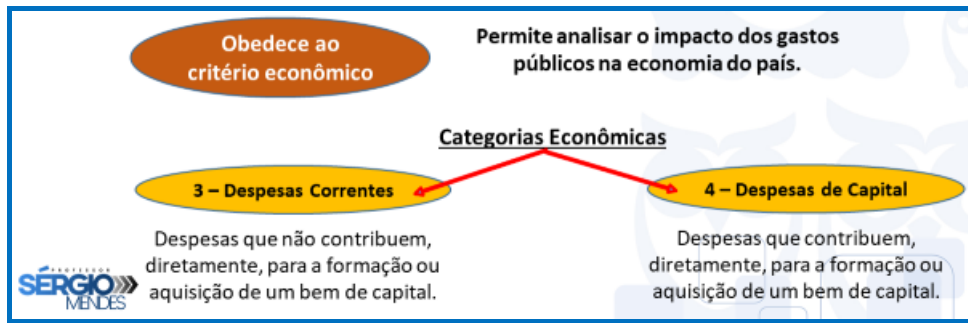 Obedece ao
critério econômico
Permite analisar o impacto dos gastos
públicos na economia do país.
Categorias Econômicas
3 – Despesas Correntes
4 – Despesas de Capital
Despesas que não contribuem,
diretamente, para a formação ou
aquisição de um bem de capital.
Despesas que contribuem,
diretamente, para a formação ou
aquisição de um bem de capital.
PROFESSOR
SÉRGIO
MENDES